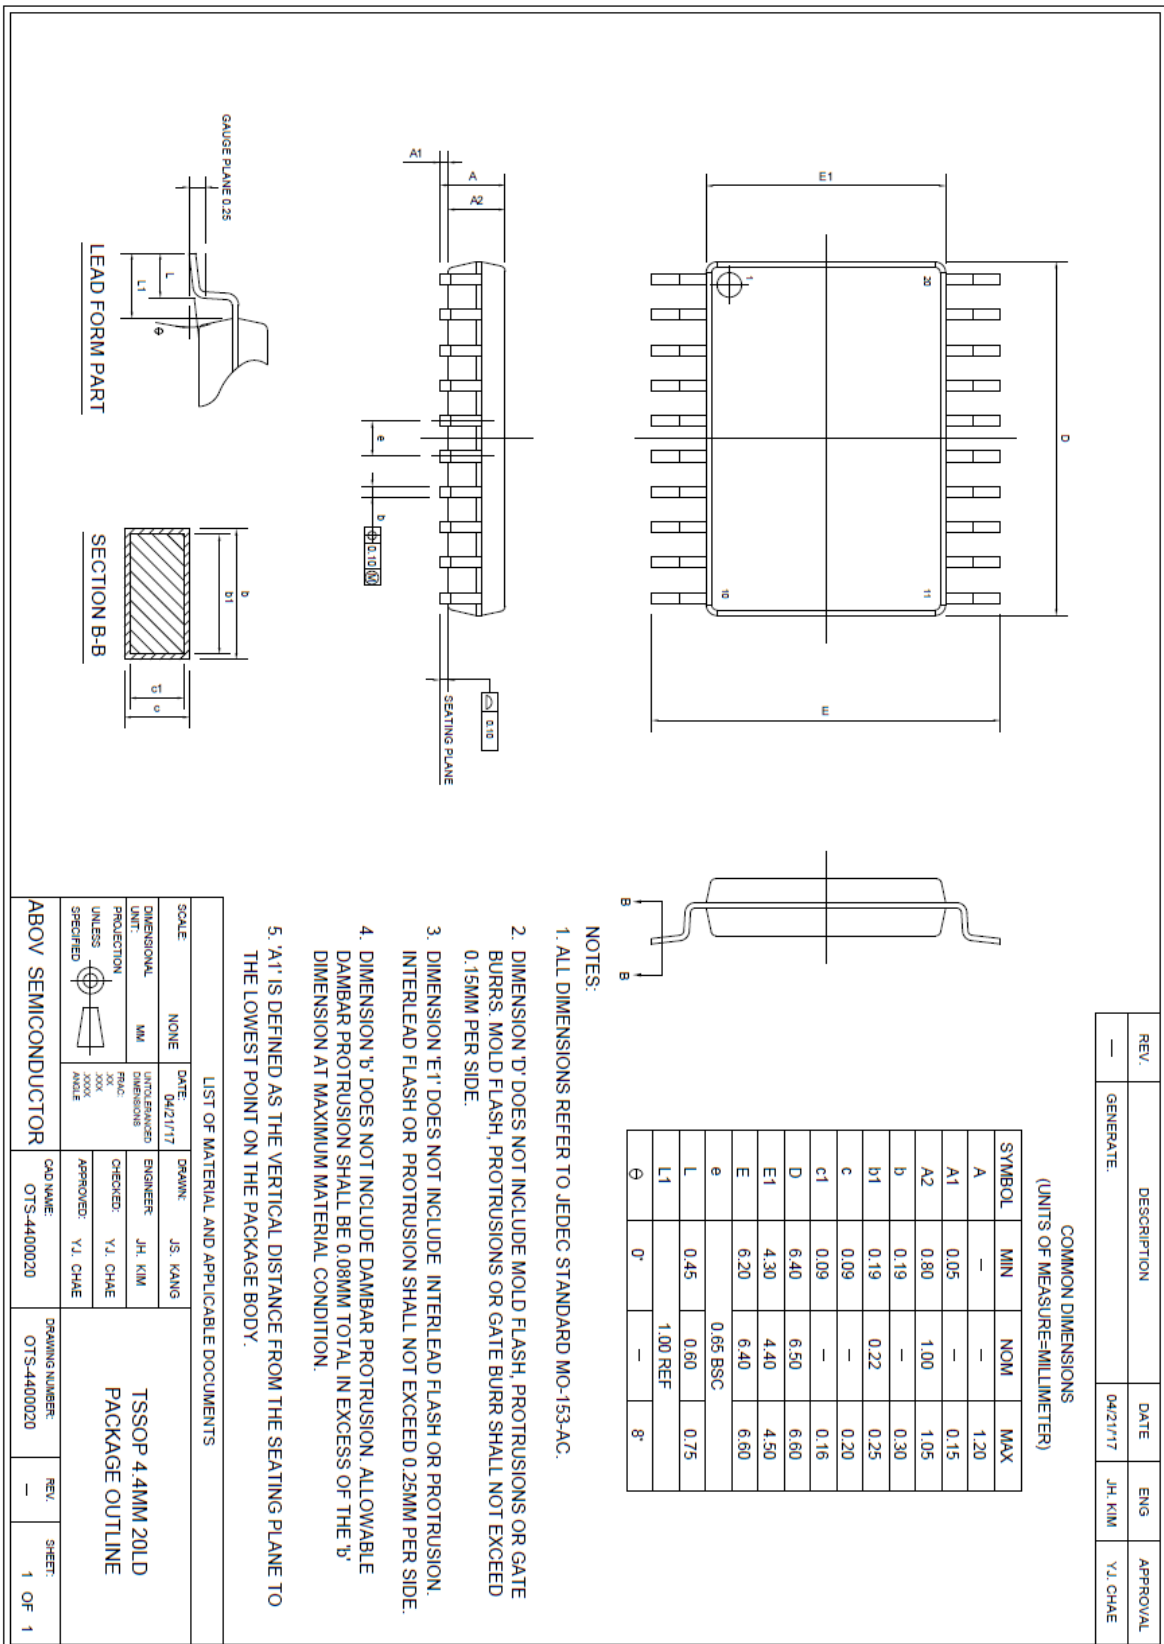 REV. DESCRIPTION DATE ENG APPROVAL
— GENERATE. 04/21/'17 JH. KIM YJ. CHAE
D
E1
E
20
11
1
10
A
A2
A1
e
b
0.10 M
0.10
SEATING PLANE
B
B
GAUGE PLANE 0.25
L
L1
θ
LEAD FORM PART
b
b1
c1
c
SECTION B-B
COMMON DIMENSIONS
(UNITS OF MEASURE=MILLIMETER)
SYMBOL MIN NOM MAX
A — — 1.20
A1 0.05 — 0.15
A2 0.80 1.00 1.05
b 0.19 — 0.30
b1 0.19 0.22 0.25
c 0.09 — 0.20
c1 0.09 — 0.16
D 6.40 6.50 6.60
E1 4.30 4.40 4.50
E 6.20 6.40 6.60
e 0.65 BSC
L 0.45 0.60 0.75
L1 1.00 REF
θ 0° — 8°
NOTES:
1. ALL DIMENSIONS REFER TO JEDEC STANDARD MO-153-AC.
2. DIMENSION 'D' DOES NOT INCLUDE MOLD FLASH, PROTRUSIONS OR GATE
BURRS. MOLD FLASH, PROTRUSIONS OR GATE BURR SHALL NOT EXCEED
0.15MM PER SIDE.
3. DIMENSION 'E1' DOES NOT INCLUDE INTERLEAD FLASH OR PROTRUSION.
INTERLEAD FLASH OR PROTRUSION SHALL NOT EXCEED 0.25MM PER SIDE.
4. DIMENSION 'b' DOES NOT INCLUDE DAMBAR PROTRUSION. ALLOWABLE
DAMBAR PROTRUSION SHALL BE 0.08MM TOTAL IN EXCESS OF THE 'b'
DIMENSION AT MAXIMUM MATERIAL CONDITION.
5. 'A1' IS DEFINED AS THE VERTICAL DISTANCE FROM THE SEATING PLANE TO
THE LOWEST POINT ON THE PACKAGE BODY.
LIST OF MATERIAL AND APPLICABLE DOCUMENTS
SCALE: NONE
DATE: 04/21/'17
DRAWN: JS. KANG
DIMENSIONAL
UNIT: MM
UNTOLERANCED
DIMENSIONS
FRAC:
.XX
.XXX
.XXXX
ANGLE
ENGINEER: JH. KIM
PROJECTION
UNLESS
SPECIFIED
CHECKED: YJ. CHAE
APPROVED: YJ. CHAE
TSSOP 4.4MM 20LD
PACKAGE OUTLINE
ABOV SEMICONDUCTOR
CAD NAME:
OTS-4400020
DRAWING NUMBER:
OTS-4400020
REV.
—
SHEET:
1 OF 1